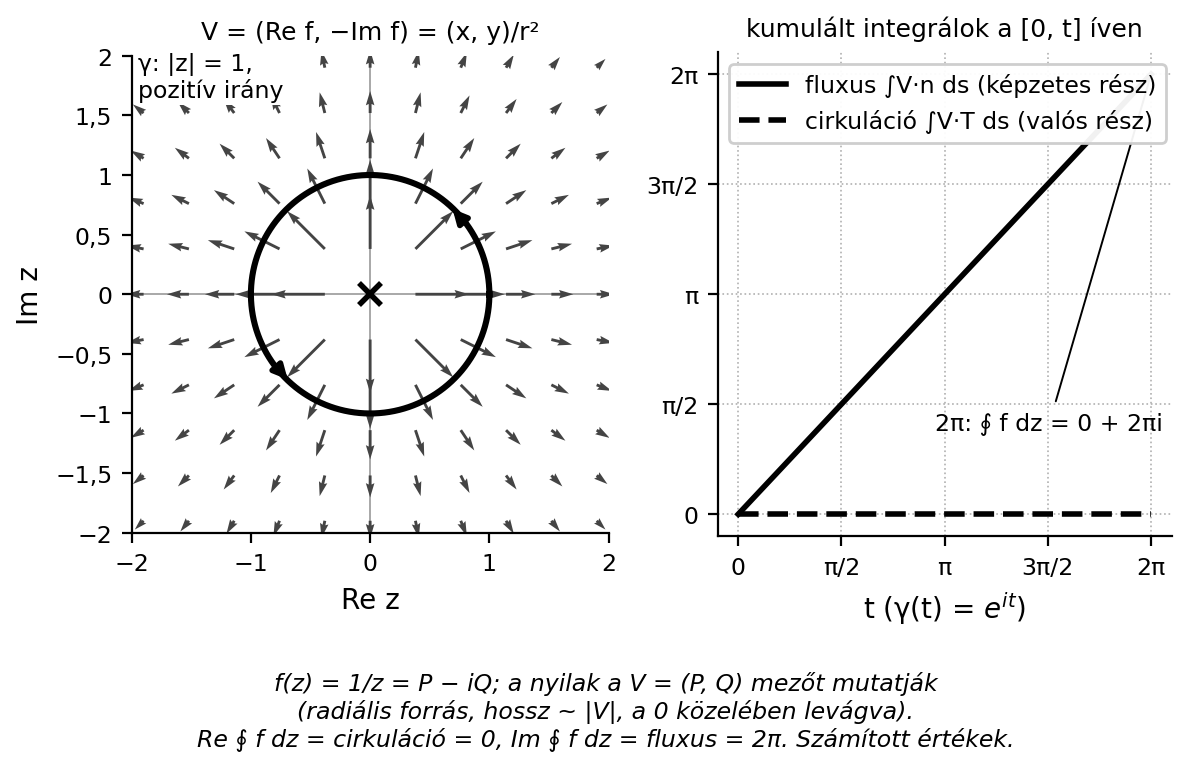 V = (Re f, −Im f) = (x, y)/r²
γ: |z| = 1,
pozitív irány
2
1,5
1
0,5
0
−0,5
−1
−1,5
−2
Im z
−2
−1
0
1
2
Re z
kumulált integrálok a [0, t] íven
fluxus ∫V·n ds (képzetes rész)
cirkuláció ∫V·T ds (valós rész)
2π
3π/2
π
π/2
0
2π: ∮ f dz = 0 + 2πi
0
π/2
π
3π/2
2π
t (γ(t) = e^{it})
f(z) = 1/z = P − iQ; a nyilak a V = (P, Q) mezőt mutatják
(radiális forrás, hossz ~ |V|, a 0 közelében levágva).
Re ∮ f dz = cirkuláció = 0, Im ∮ f dz = fluxus = 2π. Számított értékek.